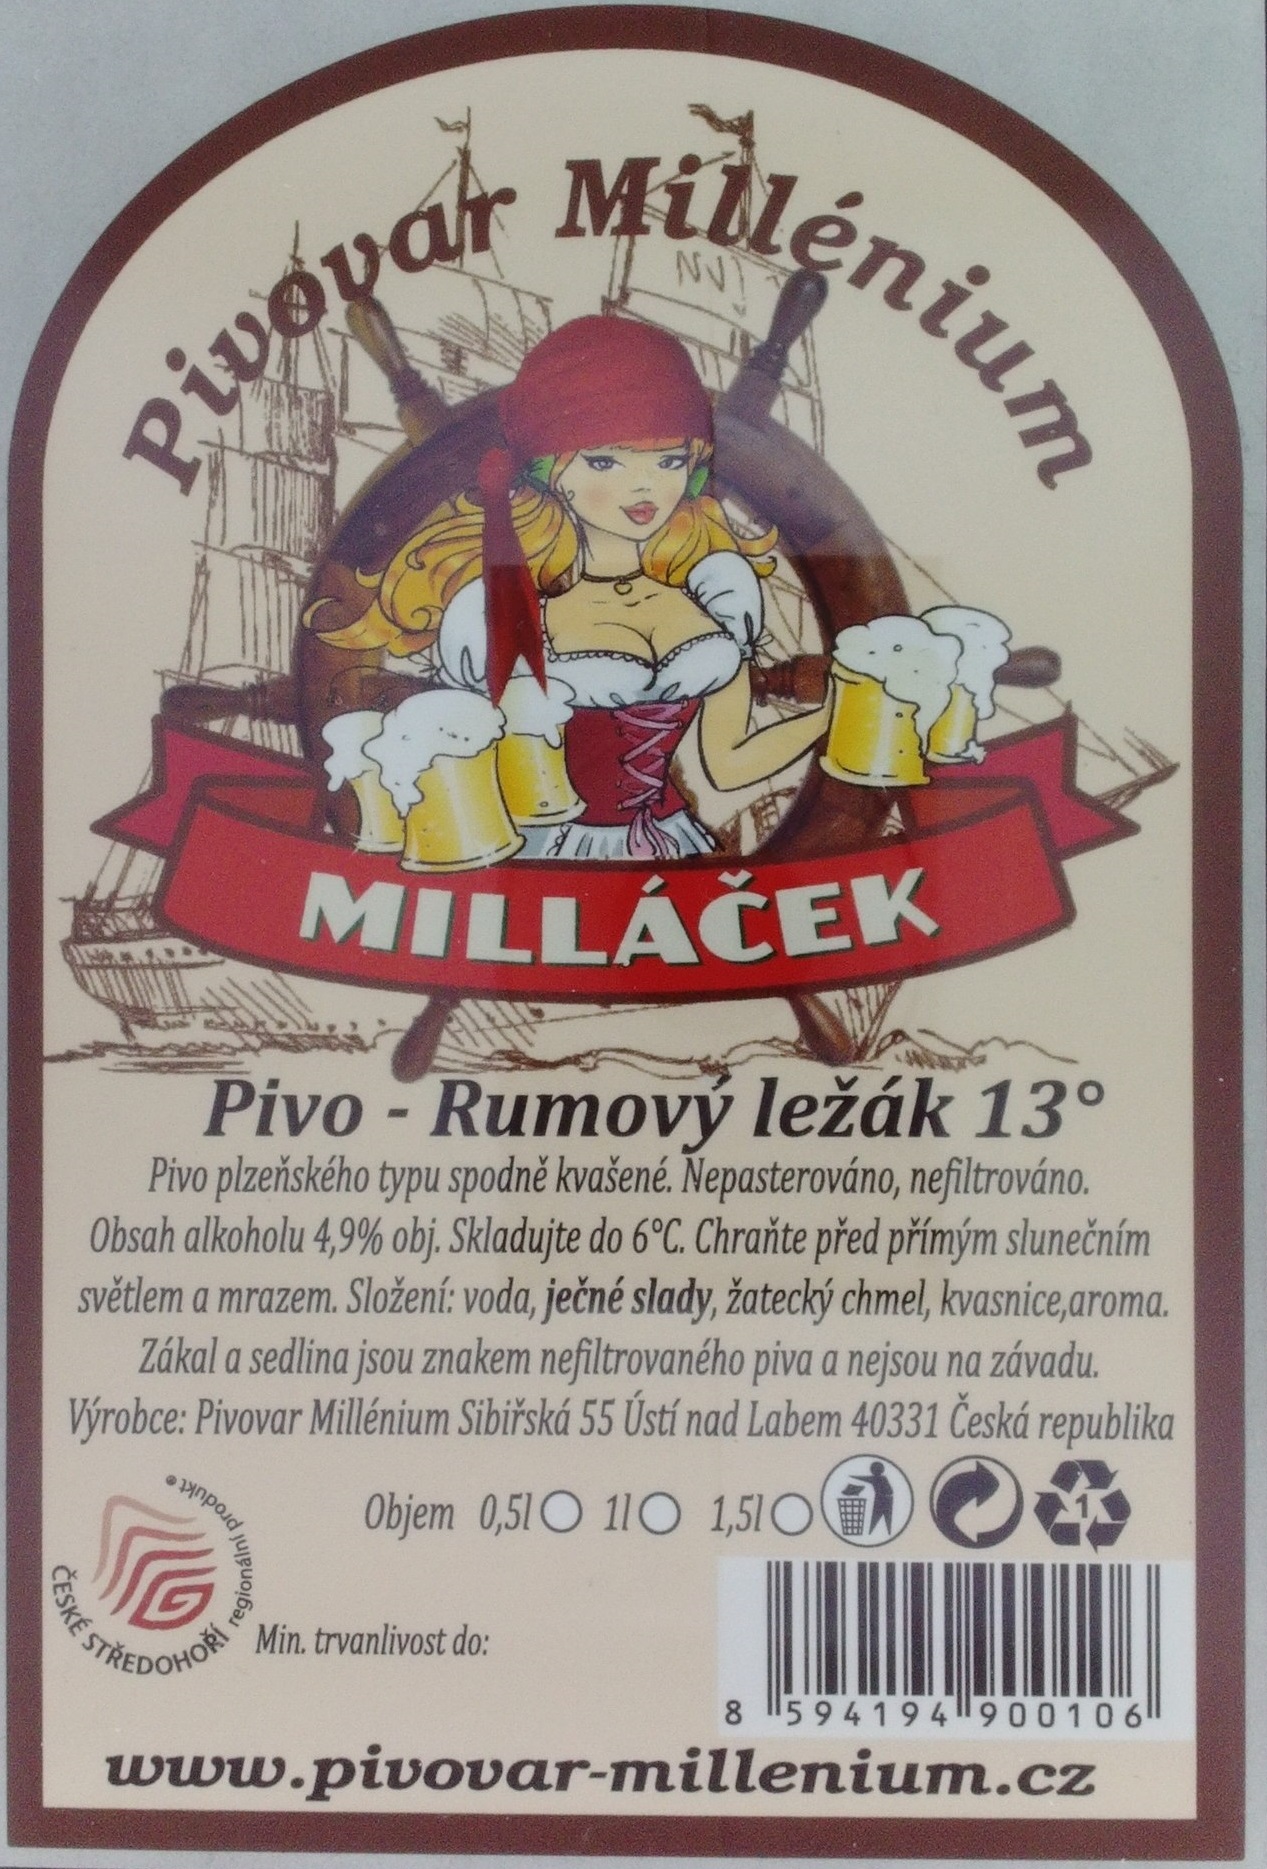 Pivovar Millénium
MILLÁČEK
Pivo - Rumový ležák 13°
Pivo plzeňského typu spodně kvašené. Nepasterováno, nefiltrováno.
Obsah alkoholu 4,9% obj. Skladujte do 6°C. Chraňte před přímým slunečním
světlem a mrazem. Složení: voda, ječné slady, žatecký chmel, kvasnice,aroma.
Zákal a sedlina jsou znakem nefiltrovaného piva a nejsou na závadu.
Výrobce: Pivovar Millénium Sibiřská 55 Ústí nad Labem 40331 Česká republika
Objem 0,5l 1l 1,5l
1
ČESKÉ STŘEDOHOŘÍ regionální produkt®
Min. trvanlivost do:
8 594194 900106
www.pivovar-millenium.cz